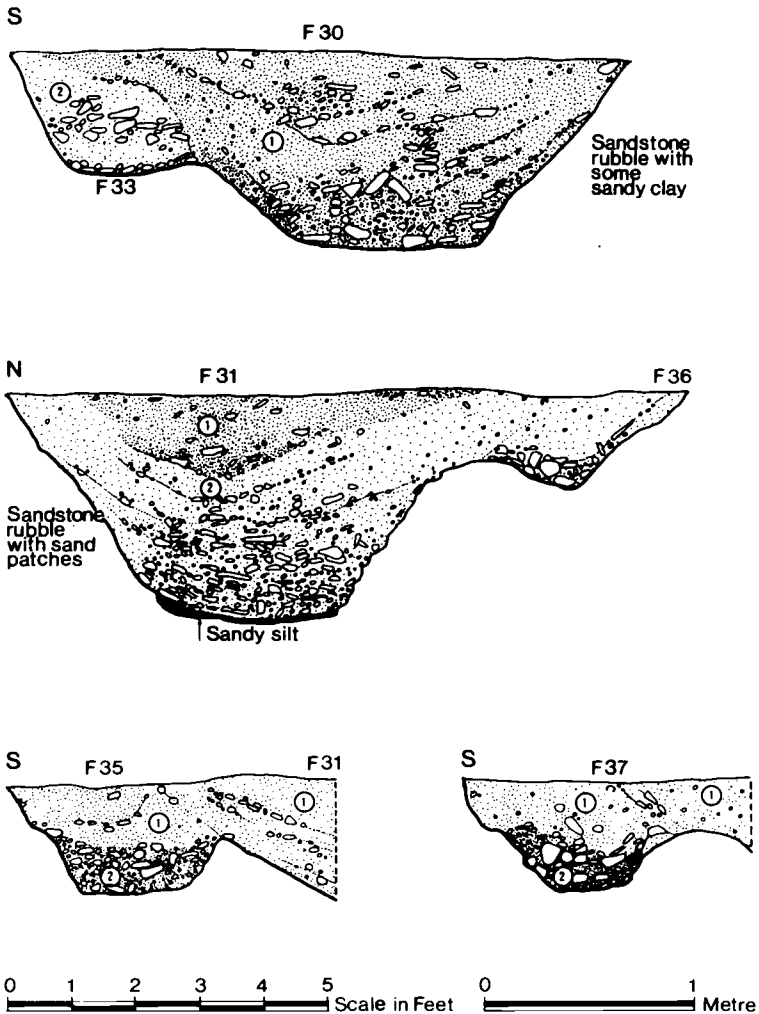 S
F 30
2
1
F 33
Sandstone
rubble with
some
sandy clay
N
F 31
F 36
1
2
Sandstone
rubble
with sand
patches
Sandy silt
S
F 35
F 31
1
1
2
S
F 37
1
1
2
0 1 2 3 4 5
Scale in Feet
0 1
Metre